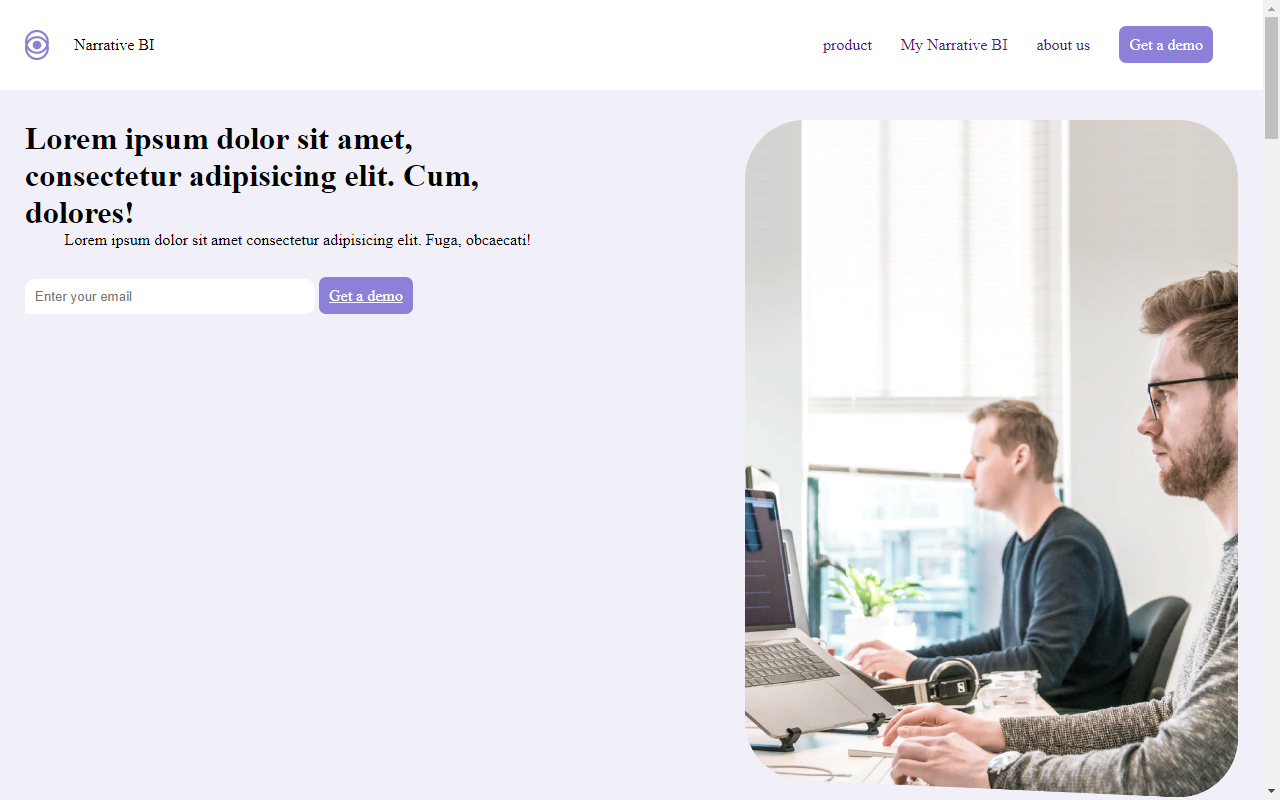 Narrative BI
product
My Narrative BI
about us
Get a demo
Lorem ipsum dolor sit amet,
consectetur adipisicing elit. Cum,
dolores!
Lorem ipsum dolor sit amet consectetur adipisicing elit. Fuga, obcaecati!
Enter your email
Get a demo